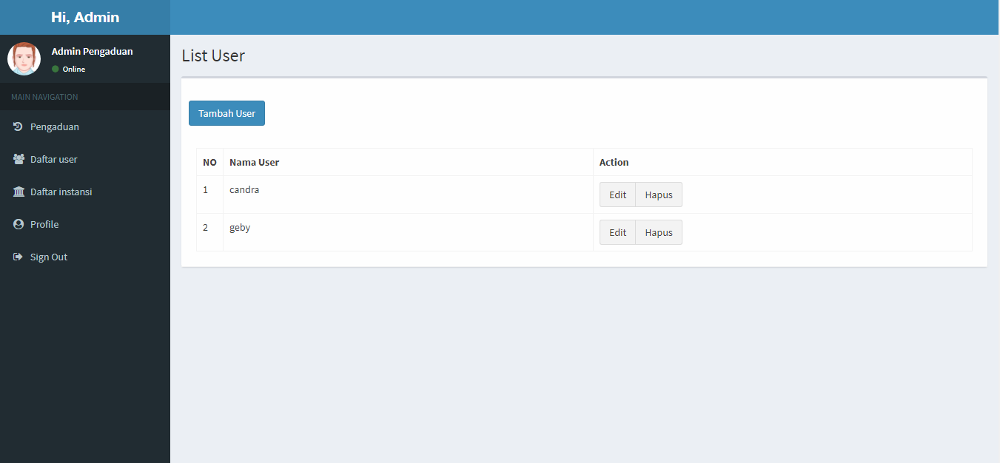 Hi, Admin
Admin Pengaduan
Online
MAIN NAVIGATION
Pengaduan
Daftar user
Daftar instansi
Profile
Sign Out
List User
Tambah User
NO Nama User Action
1 candra Edit Hapus
2 geby Edit Hapus